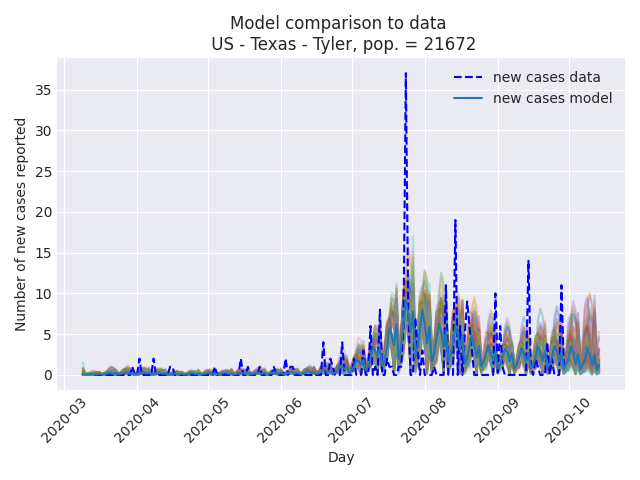 Model comparison to data
US - Texas - Tyler, pop. = 21672
new cases data
new cases model
Number of new cases reported
35
30
25
20
15
10
5
0
2020-03
2020-04
2020-05
2020-06
2020-07
2020-08
2020-09
2020-10
Day